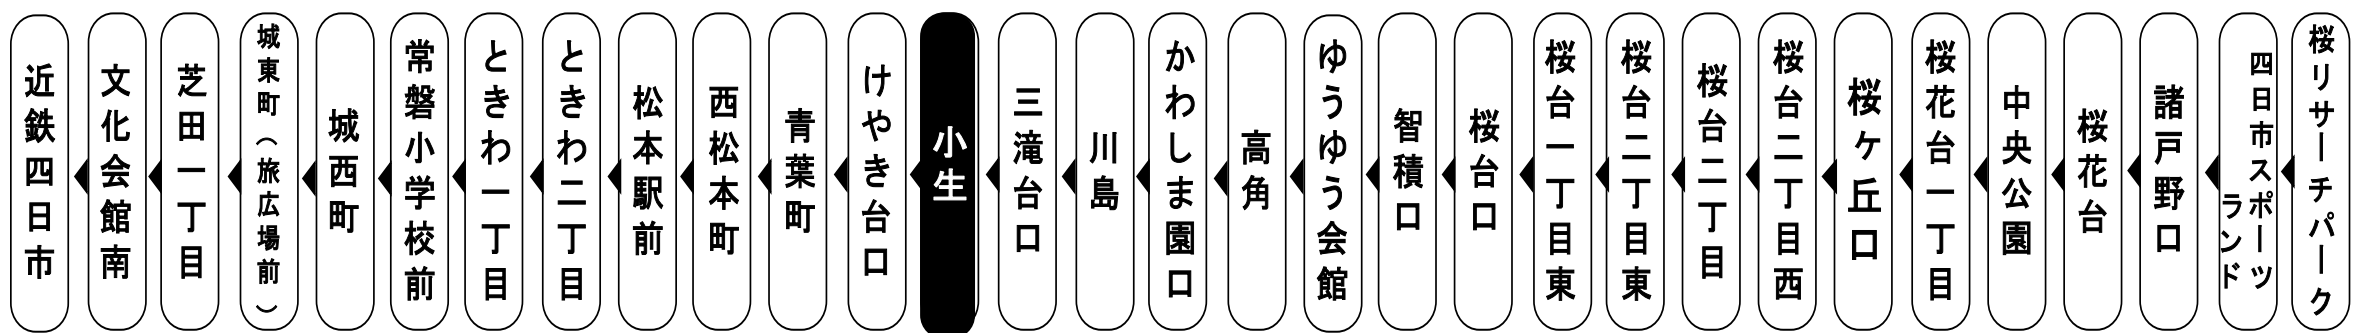 桜リサーチパーク
四日市スポーツ
ランド
諸戸野口
桜花台
中央公園
桜花台一丁目
桜ヶ丘口
桜台二丁目西
桜台二丁目
桜台二丁目東
桜台一丁目東
桜台口
智積口
ゆうゆう会館
高角
かわしま園口
川島
三滝台口
小生
けやき台口
青葉町
西松本町
松本駅前
ときわ二丁目
ときわ一丁目
常磐小学校前
城西町
城東町（旅広場前）
芝田一丁目
文化会館南
近鉄四日市